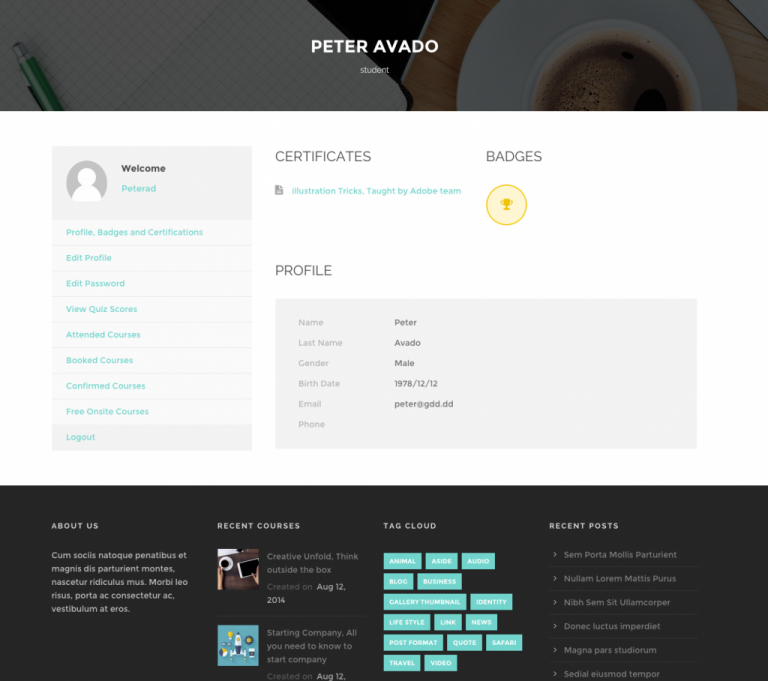 PETER AVADO
student
Welcome
Peterad
Profile, Badges and Certifications
Edit Profile
Edit Password
View Quiz Scores
Attended Courses
Booked Courses
Confirmed Courses
Free Onsite Courses
Logout
CERTIFICATES
illustration Tricks, Taught by Adobe team
BADGES
PROFILE
Name Peter
Last Name Avado
Gender Male
Birth Date 1978/12/12
Email peter@gdd.dd
Phone
ABOUT US
Cum sociis natoque penatibus et
magnis dis parturient montes,
nascetur ridiculus mus. Morbi leo
risus, porta ac consectetur ac,
vestibulum at eros.
RECENT COURSES
Creative Unfold, Think
outside the box
Created on Aug 12,
2014
Starting Company, All
you need to know to
start company
Created on Aug 12,
TAG CLOUD
ANIMAL ASIDE AUDIO
BLOG BUSINESS
GALLERY THUMBNAIL IDENTITY
LIFE STYLE LINK NEWS
POST FORMAT QUOTE SAFARI
TRAVEL VIDEO
RECENT POSTS
Sem Porta Mollis Parturient
Nullam Lorem Mattis Purus
Nibh Sem Sit Ullamcorper
Donec luctus imperdiet
Magna pars studiorum
Sedial eiusmod tempor